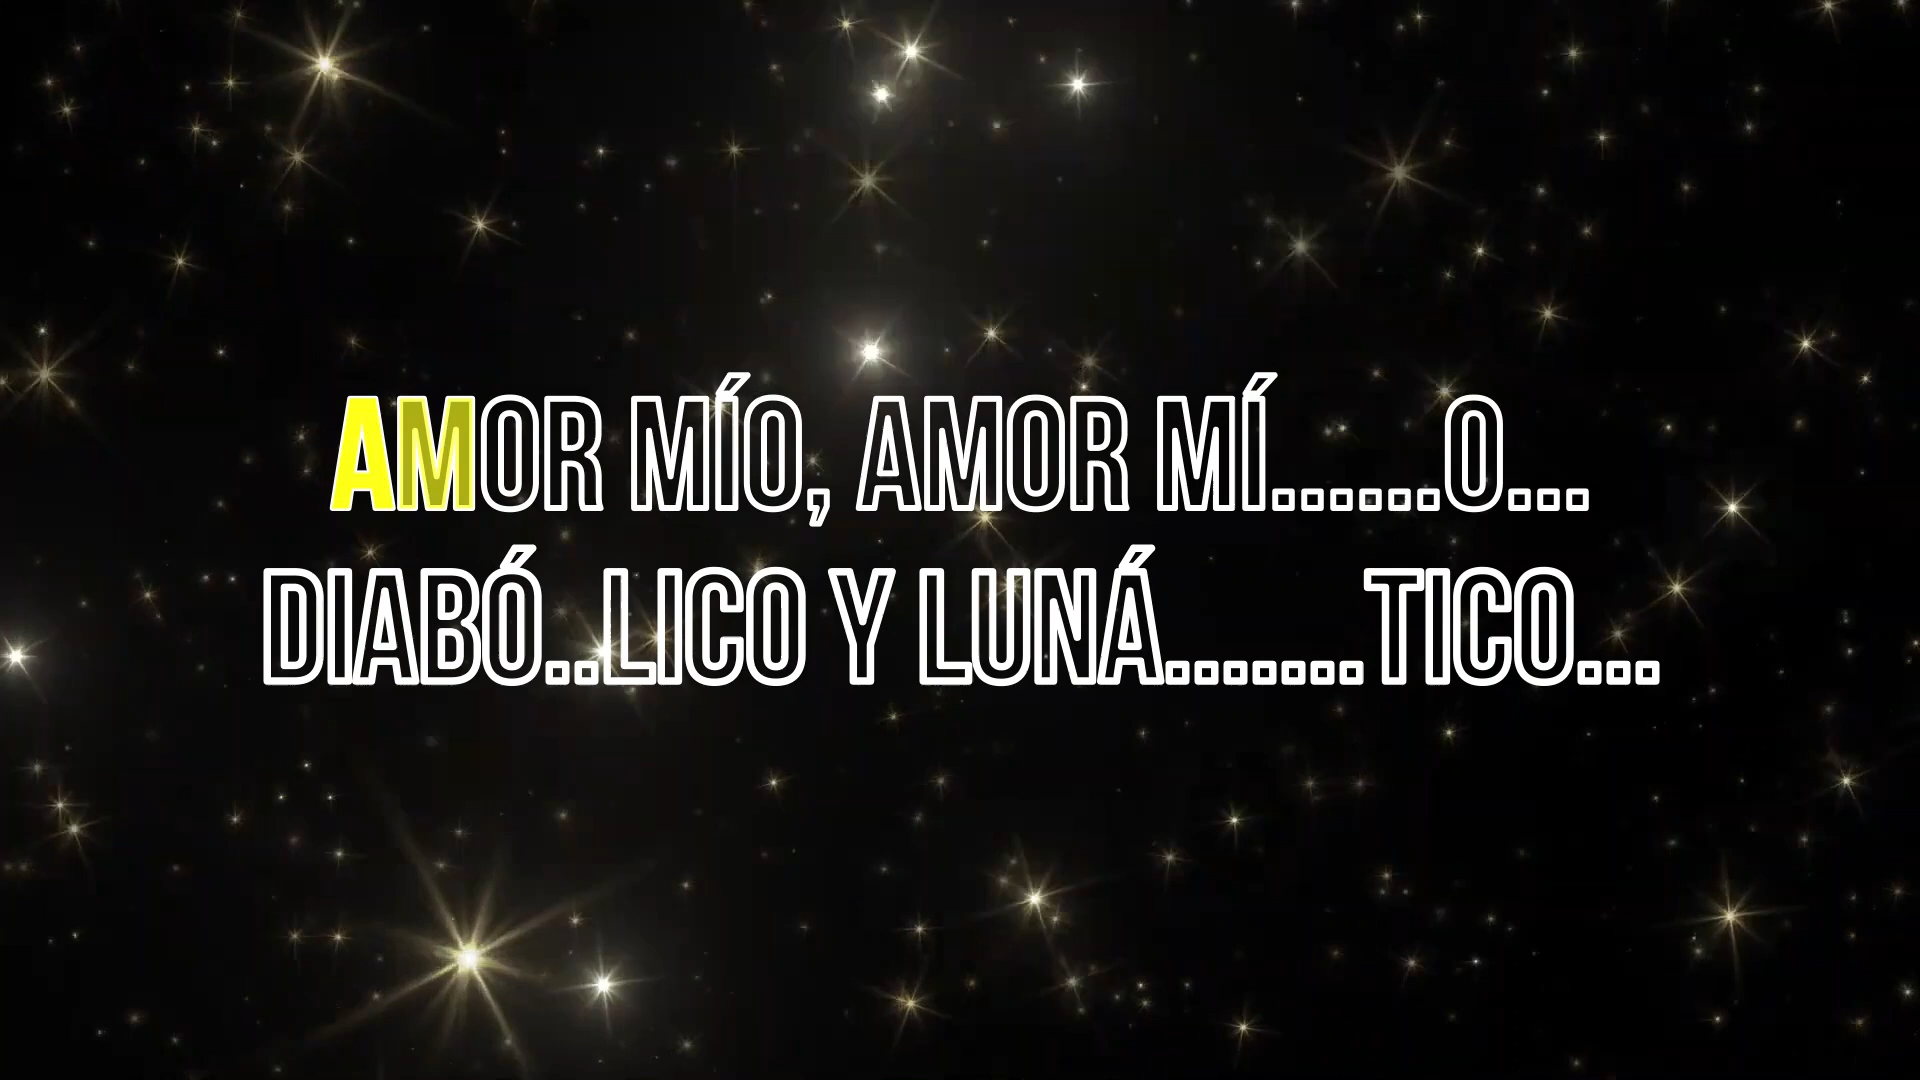 AMOR MÍO, AMOR MÍ......O...
DIABÓ..LICO Y LUNÁ.......TICO...